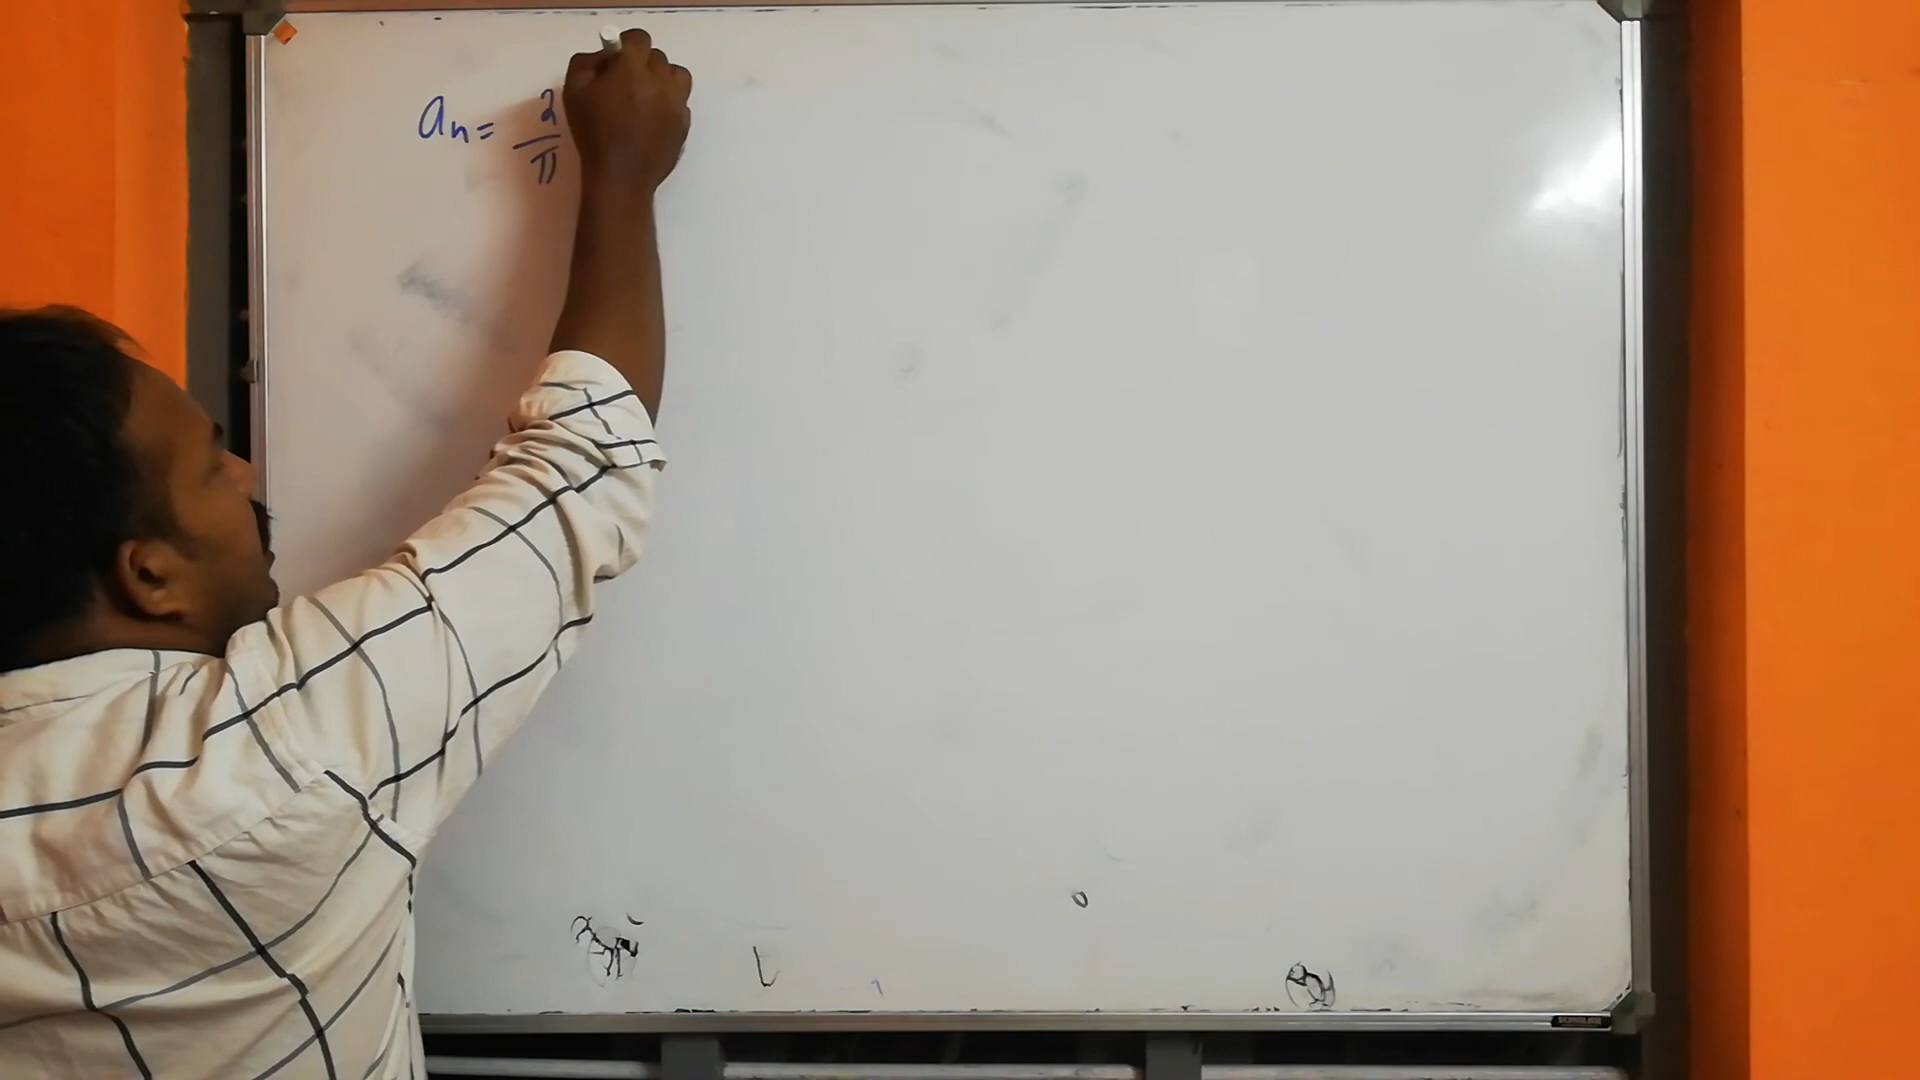 aₙ = 2/π